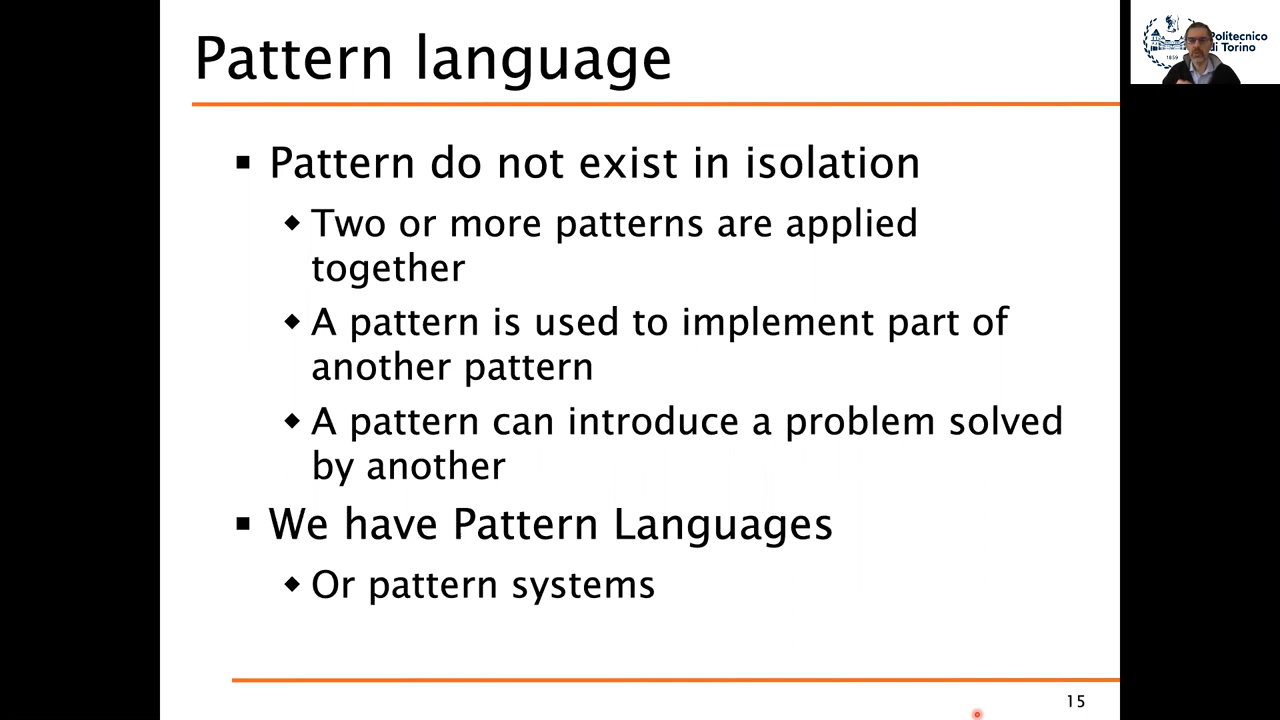 Pattern language
▪ Pattern do not exist in isolation
◆ Two or more patterns are applied
together
◆ A pattern is used to implement part of
another pattern
◆ A pattern can introduce a problem solved
by another
▪ We have Pattern Languages
◆ Or pattern systems
15
Politecnico
di Torino
1859